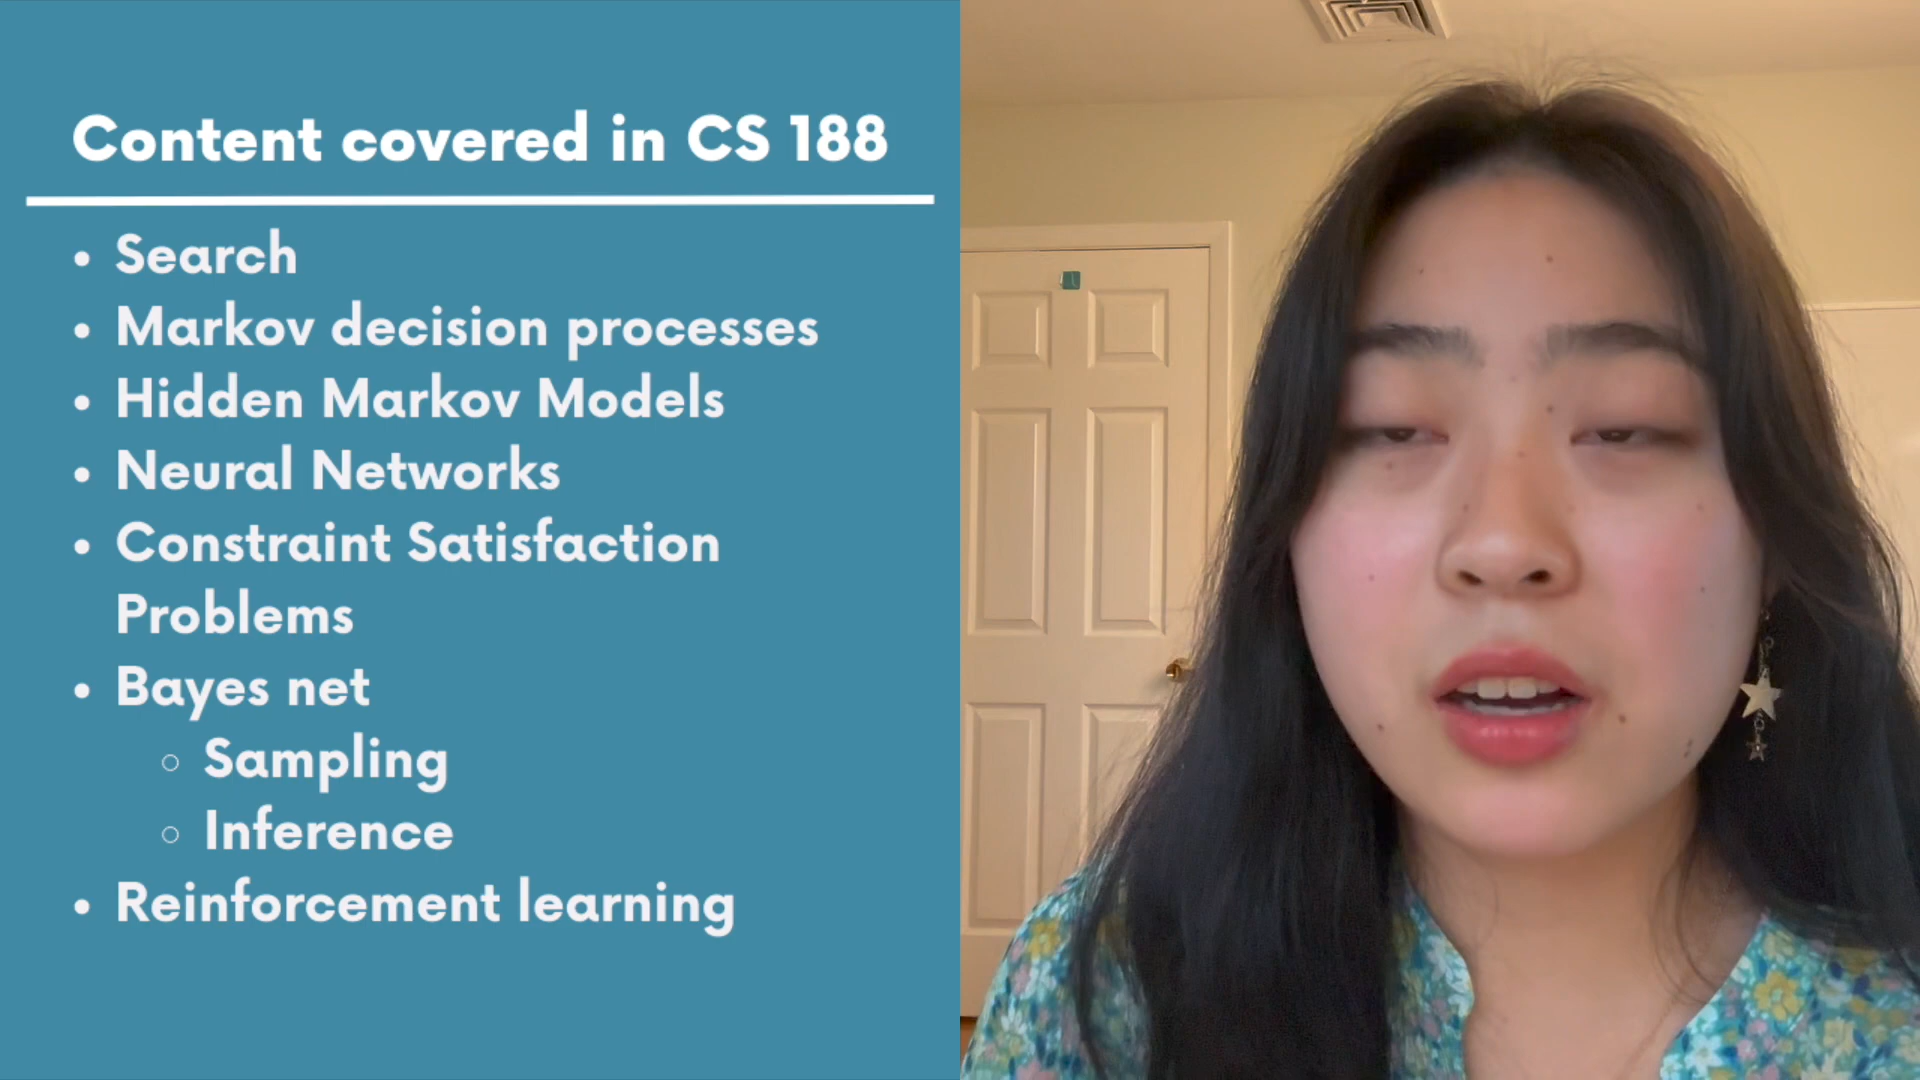 Content covered in CS 188
• Search
• Markov decision processes
• Hidden Markov Models
• Neural Networks
• Constraint Satisfaction
Problems
• Bayes net
◦ Sampling
◦ Inference
• Reinforcement learning